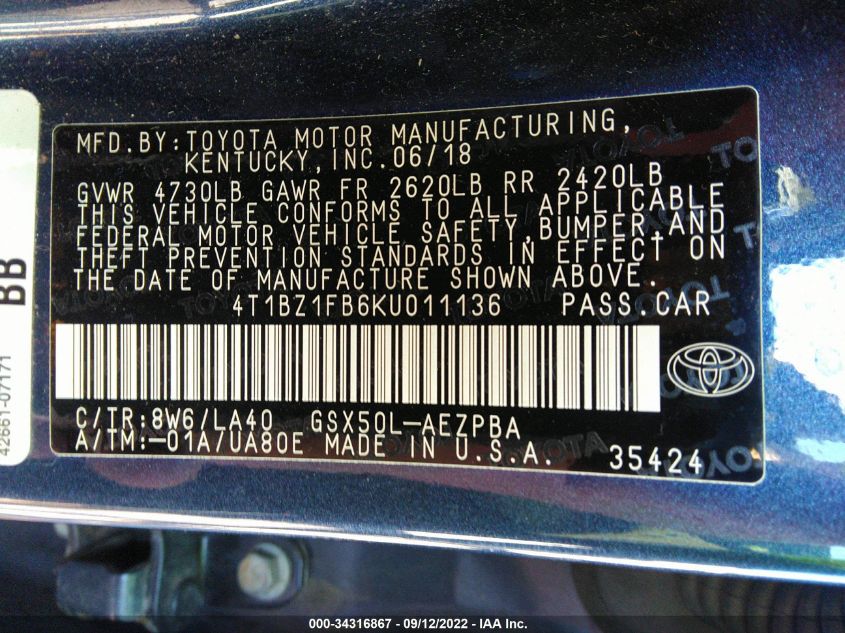 MFD.BY:TOYOTA MOTOR MANUFACTURING,
KENTUCKY,INC.06/18
GVWR 4730LB GAWR FR 2620LB RR 2420LB
THIS VEHICLE CONFORMS TO ALL APPLICABLE
FEDERAL MOTOR VEHICLE SAFETY,BUMPER,AND
THEFT PREVENTION STANDARDS IN EFFECT ON
THE DATE OF MANUFACTURE SHOWN ABOVE.
4T1BZ1FB6KU011136 PASS.CAR
C/TR:8W6/LA40 GSX50L-AEZPBA
A/TM:-01A/UA80E MADE IN U.S.A. 35424
BB
42661-07171
000-34316867 - 09/12/2022 - IAA Inc.